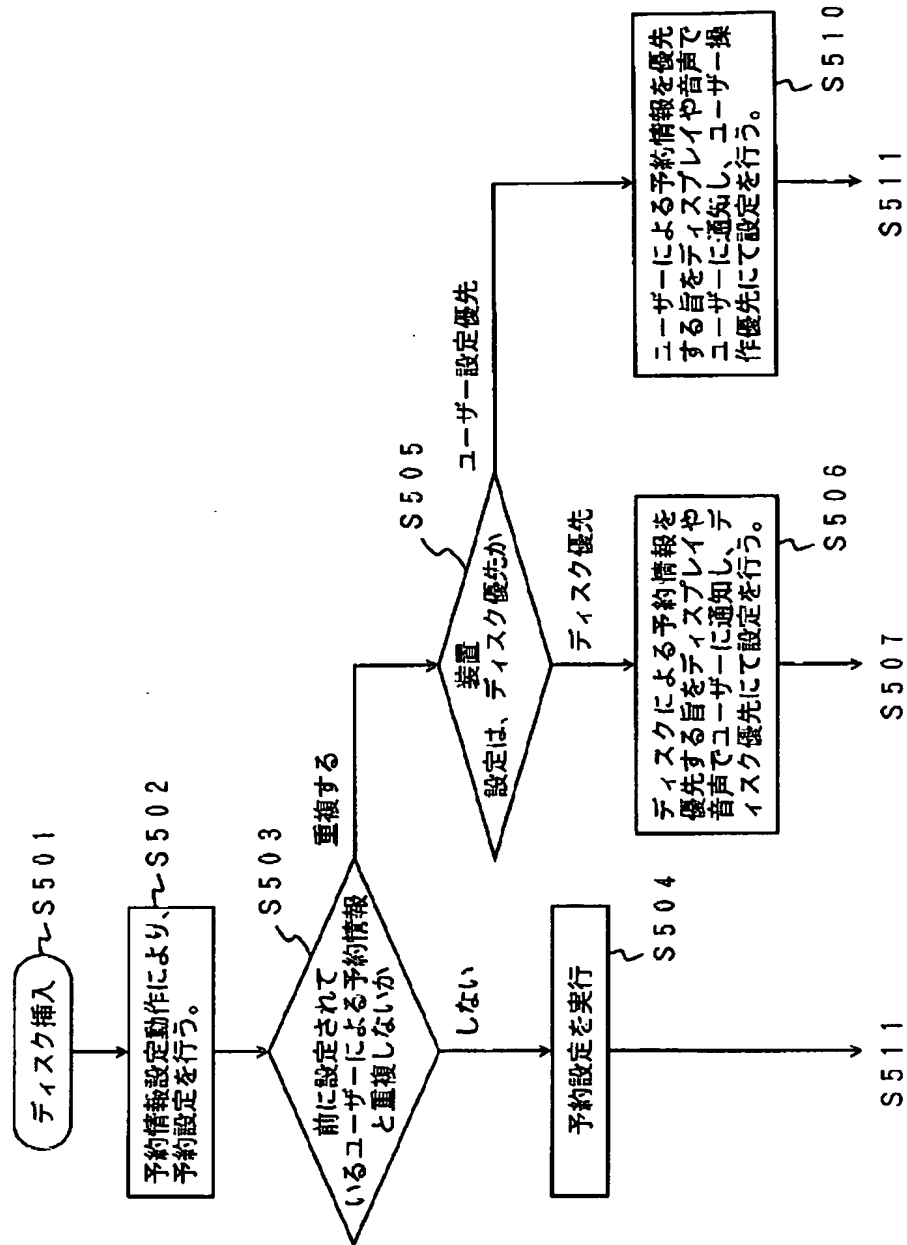 ディスク挿入
S501
予約情報設定動作により、
予約設定を行う。
S502
前に設定されて
いるユーザーによる予約情報
と重複しないか
S503
重複する
しない
予約設定を実行
S504
S511
装置
設定は、ディスク優先か
S505
ユーザー設定優先
ディスク優先
ディスクによる予約情報を
優先する旨をディスプレイや
音声でユーザーに通知し、デ
ィスク優先にて設定を行う。
S506
S507
ユーザーによる予約情報を優先
する旨をディスプレイや音声で
ユーザーに通知し、ユーザー操
作優先にて設定を行う。
S510
S511